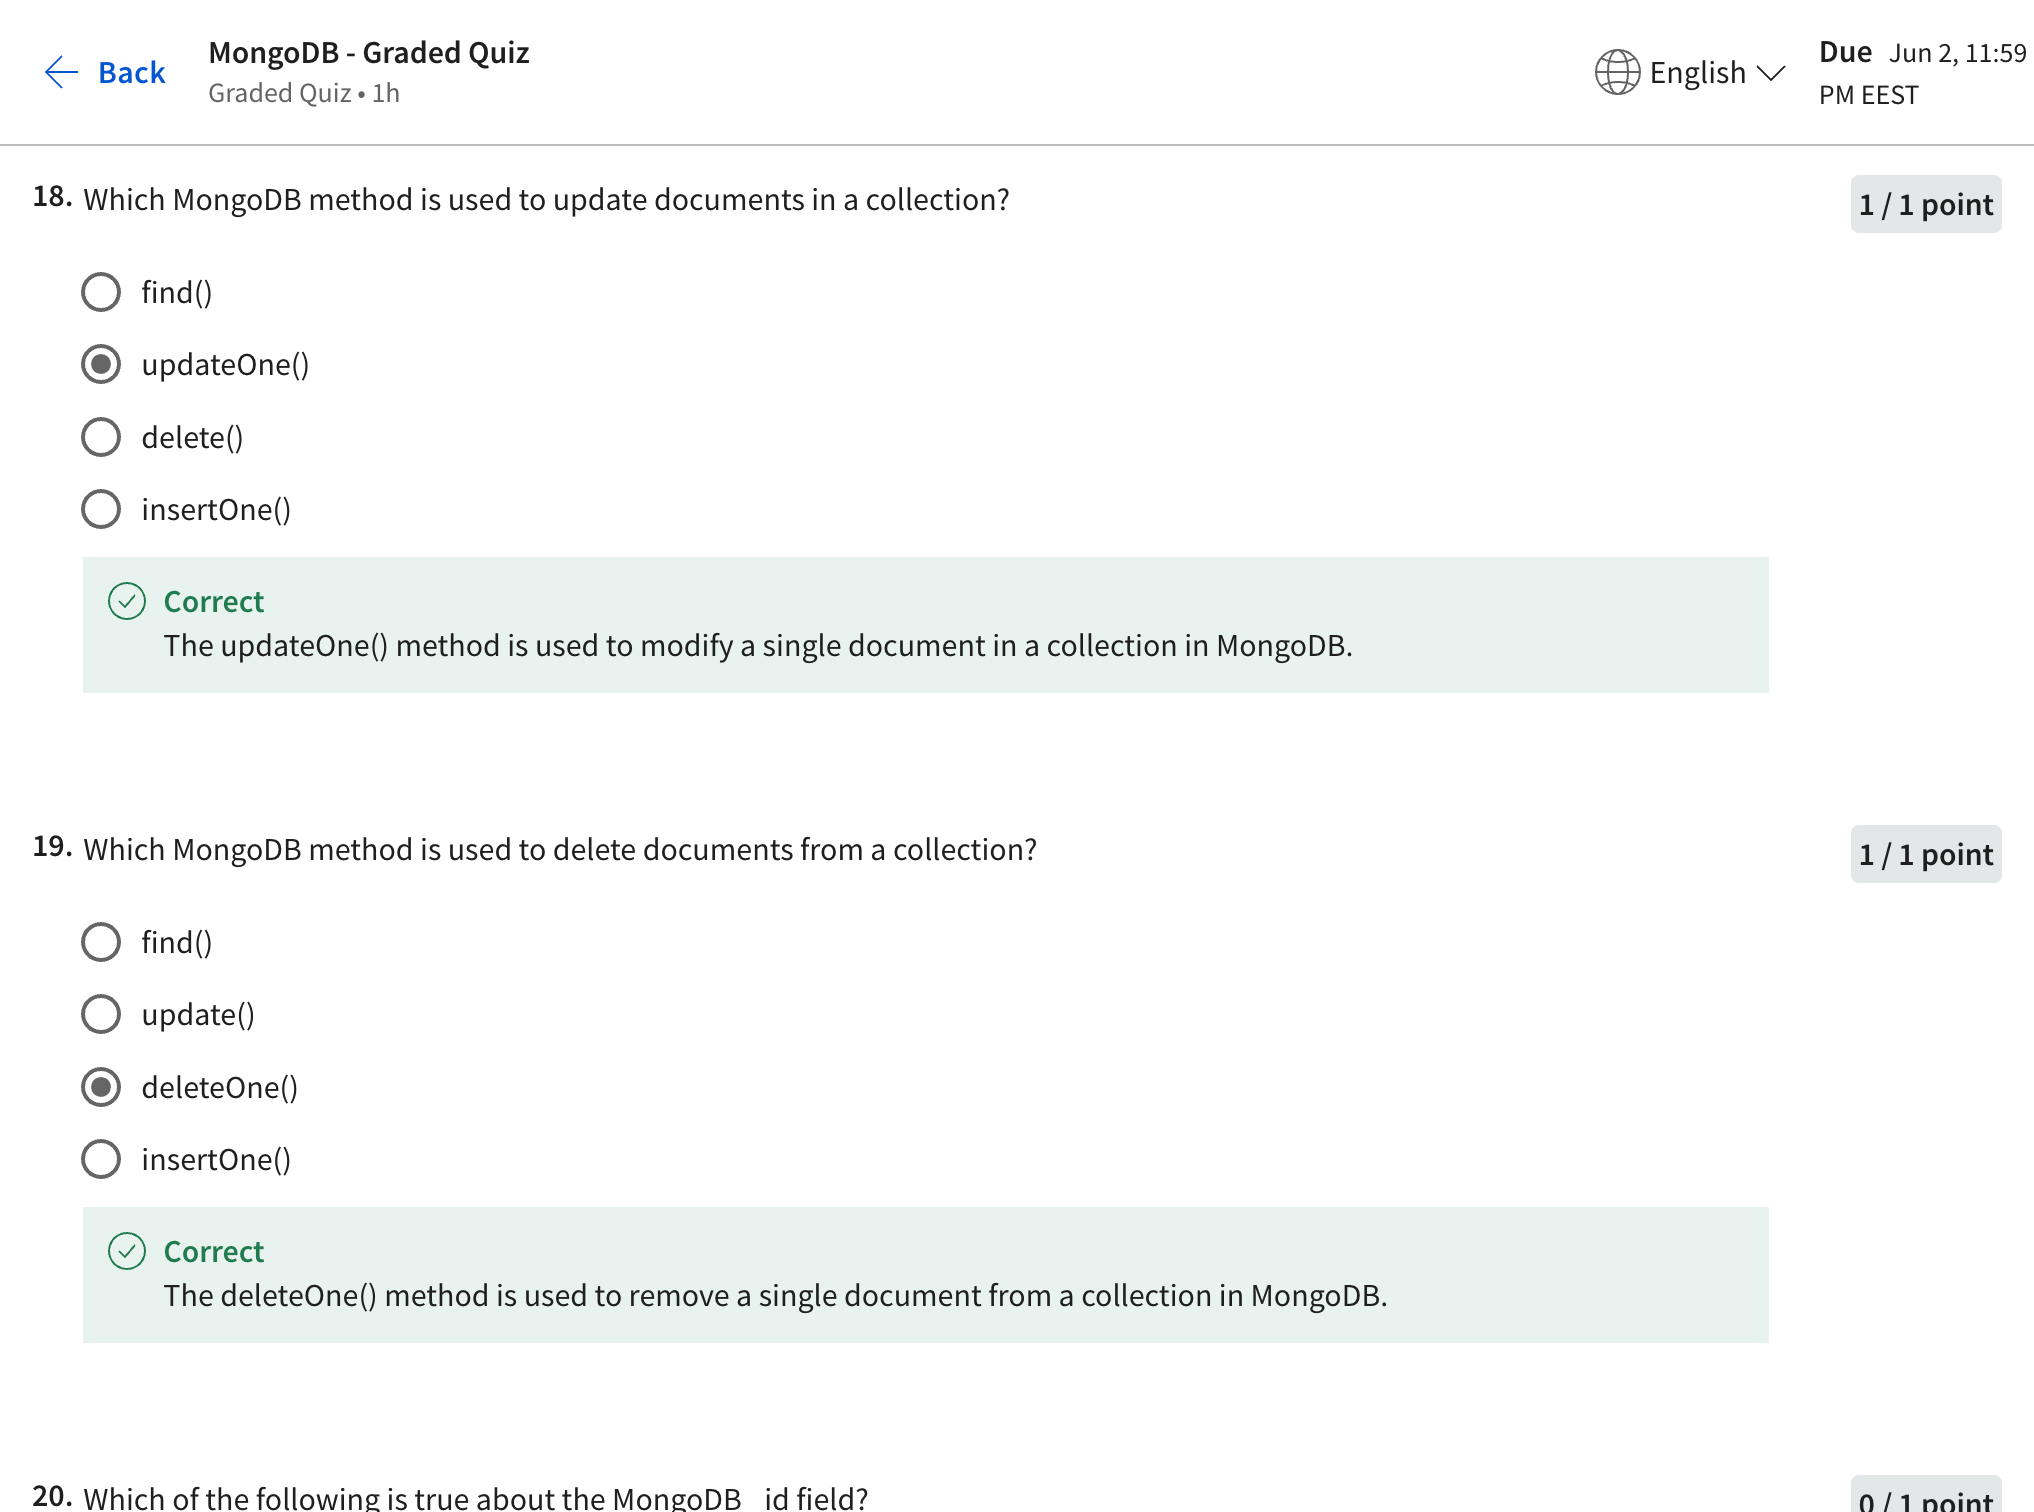 Back
MongoDB - Graded Quiz
Graded Quiz • 1h
English
Due Jun 2, 11:59
PM EEST
18. Which MongoDB method is used to update documents in a collection?
1 / 1 point
find()
updateOne()
delete()
insertOne()
Correct
The updateOne() method is used to modify a single document in a collection in MongoDB.
19. Which MongoDB method is used to delete documents from a collection?
1 / 1 point
find()
update()
deleteOne()
insertOne()
Correct
The deleteOne() method is used to remove a single document from a collection in MongoDB.
20. Which of the following is true about the MongoDB _id field?
0 / 1 point